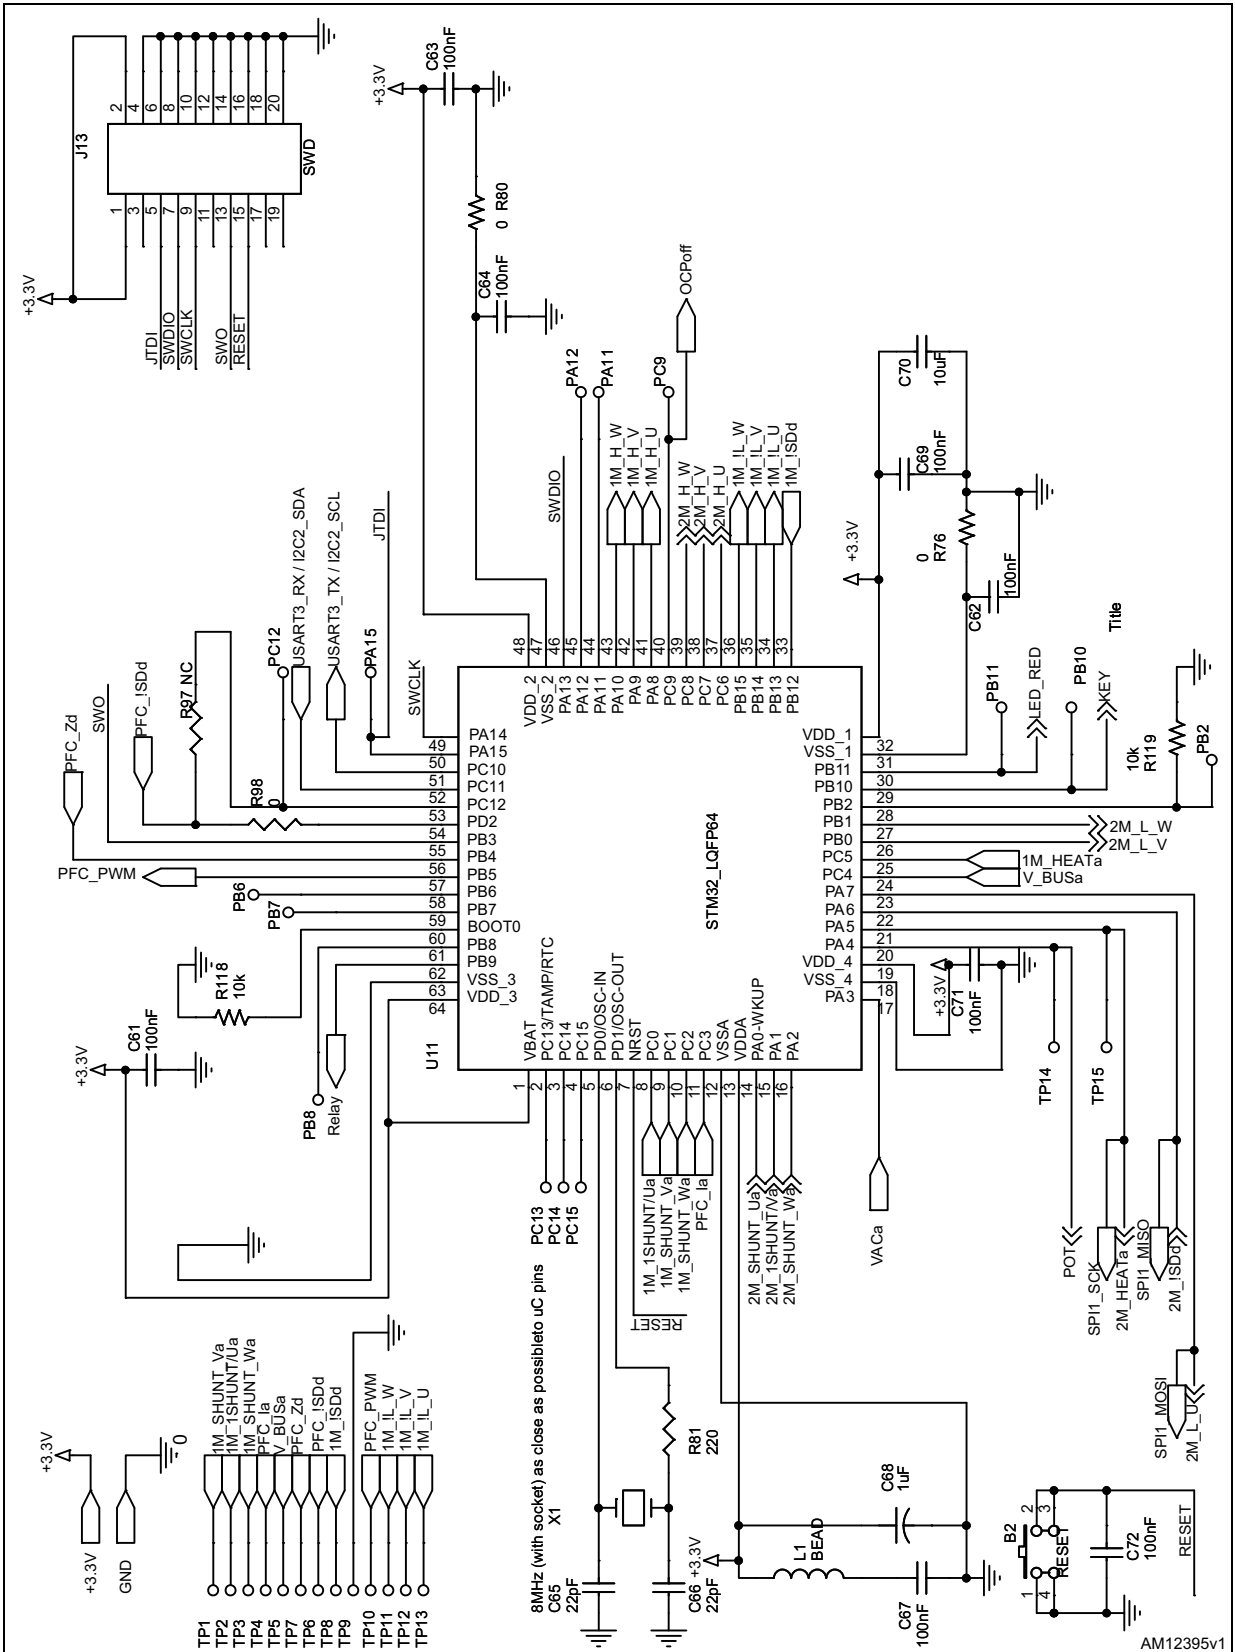 +3.3V
J13
2
4
6
8
10
12
14
16
18
20
SWD
1
3
5
7
9
11
13
15
17
19
JTDI
SWDIO
SWCLK
SWO
RESET
+3.3V
C63
100nF
0 R80
C64
100nF
OCPoff
PA12
PA11
PC9
SWDIO
1M_H_W
1M_H_V
1M_H_U
2M_H_W
2M_H_V
2M_H_U
1M_!L_W
1M_!L_V
1M_!L_U
1M_!SDd
PFC_Zd
SWO
PFC_!SDd
R97 NC
R98
0
PC12
USART3_RX / I2C2_SDA
USART3_TX / I2C2_SCL
PA15
JTDI
SWCLK
48
47
46
45
44
43
42
41
40
39
38
37
36
35
34
33
VDD_2
VSS_2
PA13
PA12
PA11
PA10
PA9
PA8
PC9
PC8
PC7
PC6
PB15
PB14
PB13
PB12
PA14
PA15
PC10
PC11
PC12
PD2
PB3
PB4
PB5
PB6
PB7
BOOT0
PB8
PB9
VSS_3
VDD_3
49
50
51
52
53
54
55
56
57
58
59
60
61
62
63
64
PFC_PWM
PB6
PB7
R118
10k
+3.3V
C61
100nF
PB8
Relay
U11
STM32_LQFP64
VDD_1
VSS_1
PB11
PB10
PB2
PB1
PB0
PC5
PC4
PA7
PA6
PA5
PA4
VDD_4
VSS_4
PA3
32
31
30
29
28
27
26
25
24
23
22
21
20
19
18
17
+3.3V
C70
10uF
C69
100nF
0
R76
C62
100nF
Title
PB11
LED_RED
PB10
KEY
10k
R119
PB2
2M_L_W
2M_L_V
1M_HEATa
V_BUSa
+3.3V
C71
100nF
TP14
TP15
VBAT
PC13/TAMP/RTC
PC14
PC15
PD0/OSC-IN
PD1/OSC-OUT
NRST
PC0
PC1
PC2
PC3
VSSA
VDDA
PA0-WKUP
PA1
PA2
1
2
3
4
5
6
7
8
9
10
11
12
13
14
15
16
PC13
PC14
PC15
1M_1SHUNT/Ua
1M_SHUNT_Va
1M_SHUNT_Wa
PFC_Ia
2M_SHUNT_Ua
2M_1SHUNT/Va
2M_SHUNT_Wa
RESET
VACa
POT
SPI1_SCK
2M_HEATa
SPI1_MISO
2M_!SDd
SPI1_MOSI
2M_L_U
8MHz (with socket) as close as possibleto uC pins
X1
C65
22pF
C66
22pF
R81
220
+3.3V
L1
BEAD
C68
1uF
C67
100nF
B2
1
4
2
3
RESET
C72
100nF
RESET
+3.3V
0
+3.3V
GND
1M_SHUNT_Va
1M_1SHUNT/Ua
1M_SHUNT_Wa
PFC_Ia
V_BUSa
PFC_Zd
PFC_!SDd
1M_!SDd
PFC_PWM
1M_!L_W
1M_!L_V
1M_!L_U
TP1
TP2
TP3
TP4
TP5
TP7
TP6
TP8
TP9
TP10
TP11
TP12
TP13
AM12395v1